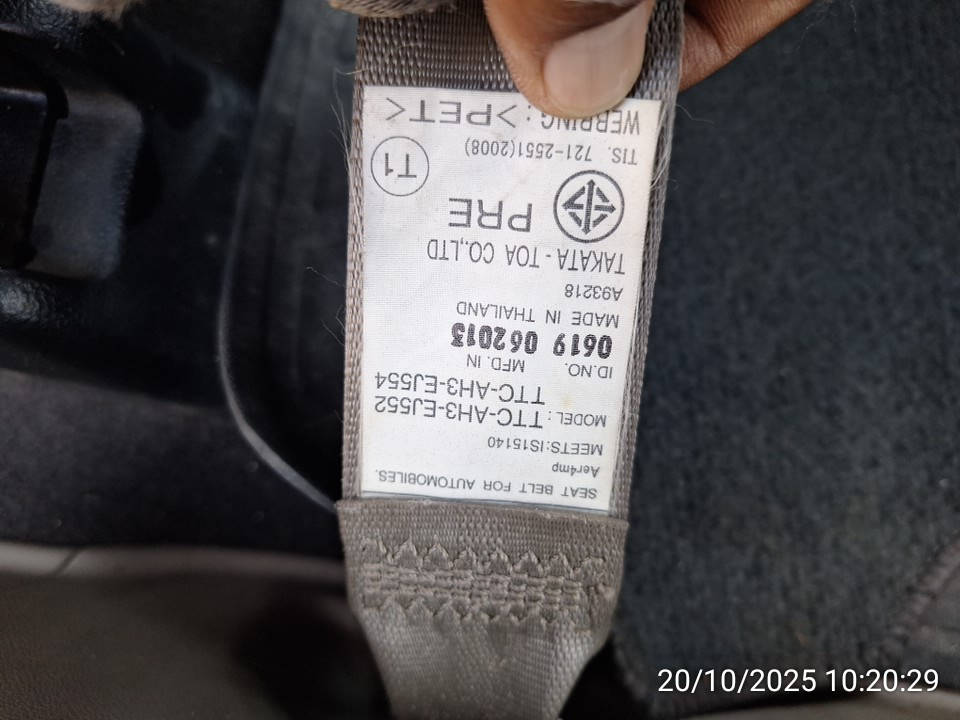 SEAT BELT FOR AUTOMOBILES.
Aer4mp
MEETS:IS15140
MODEL: TTC-AH3-EJ552
TTC-AH3-EJ554
ID.NO. MFD. IN
0619 062013
MADE IN THAILAND
A93218
TAKATA - TOA CO.,LTD
PRE
T1
TIS. 721-2551(2008)
WEBBING: >PET<
20/10/2025 10:20:29